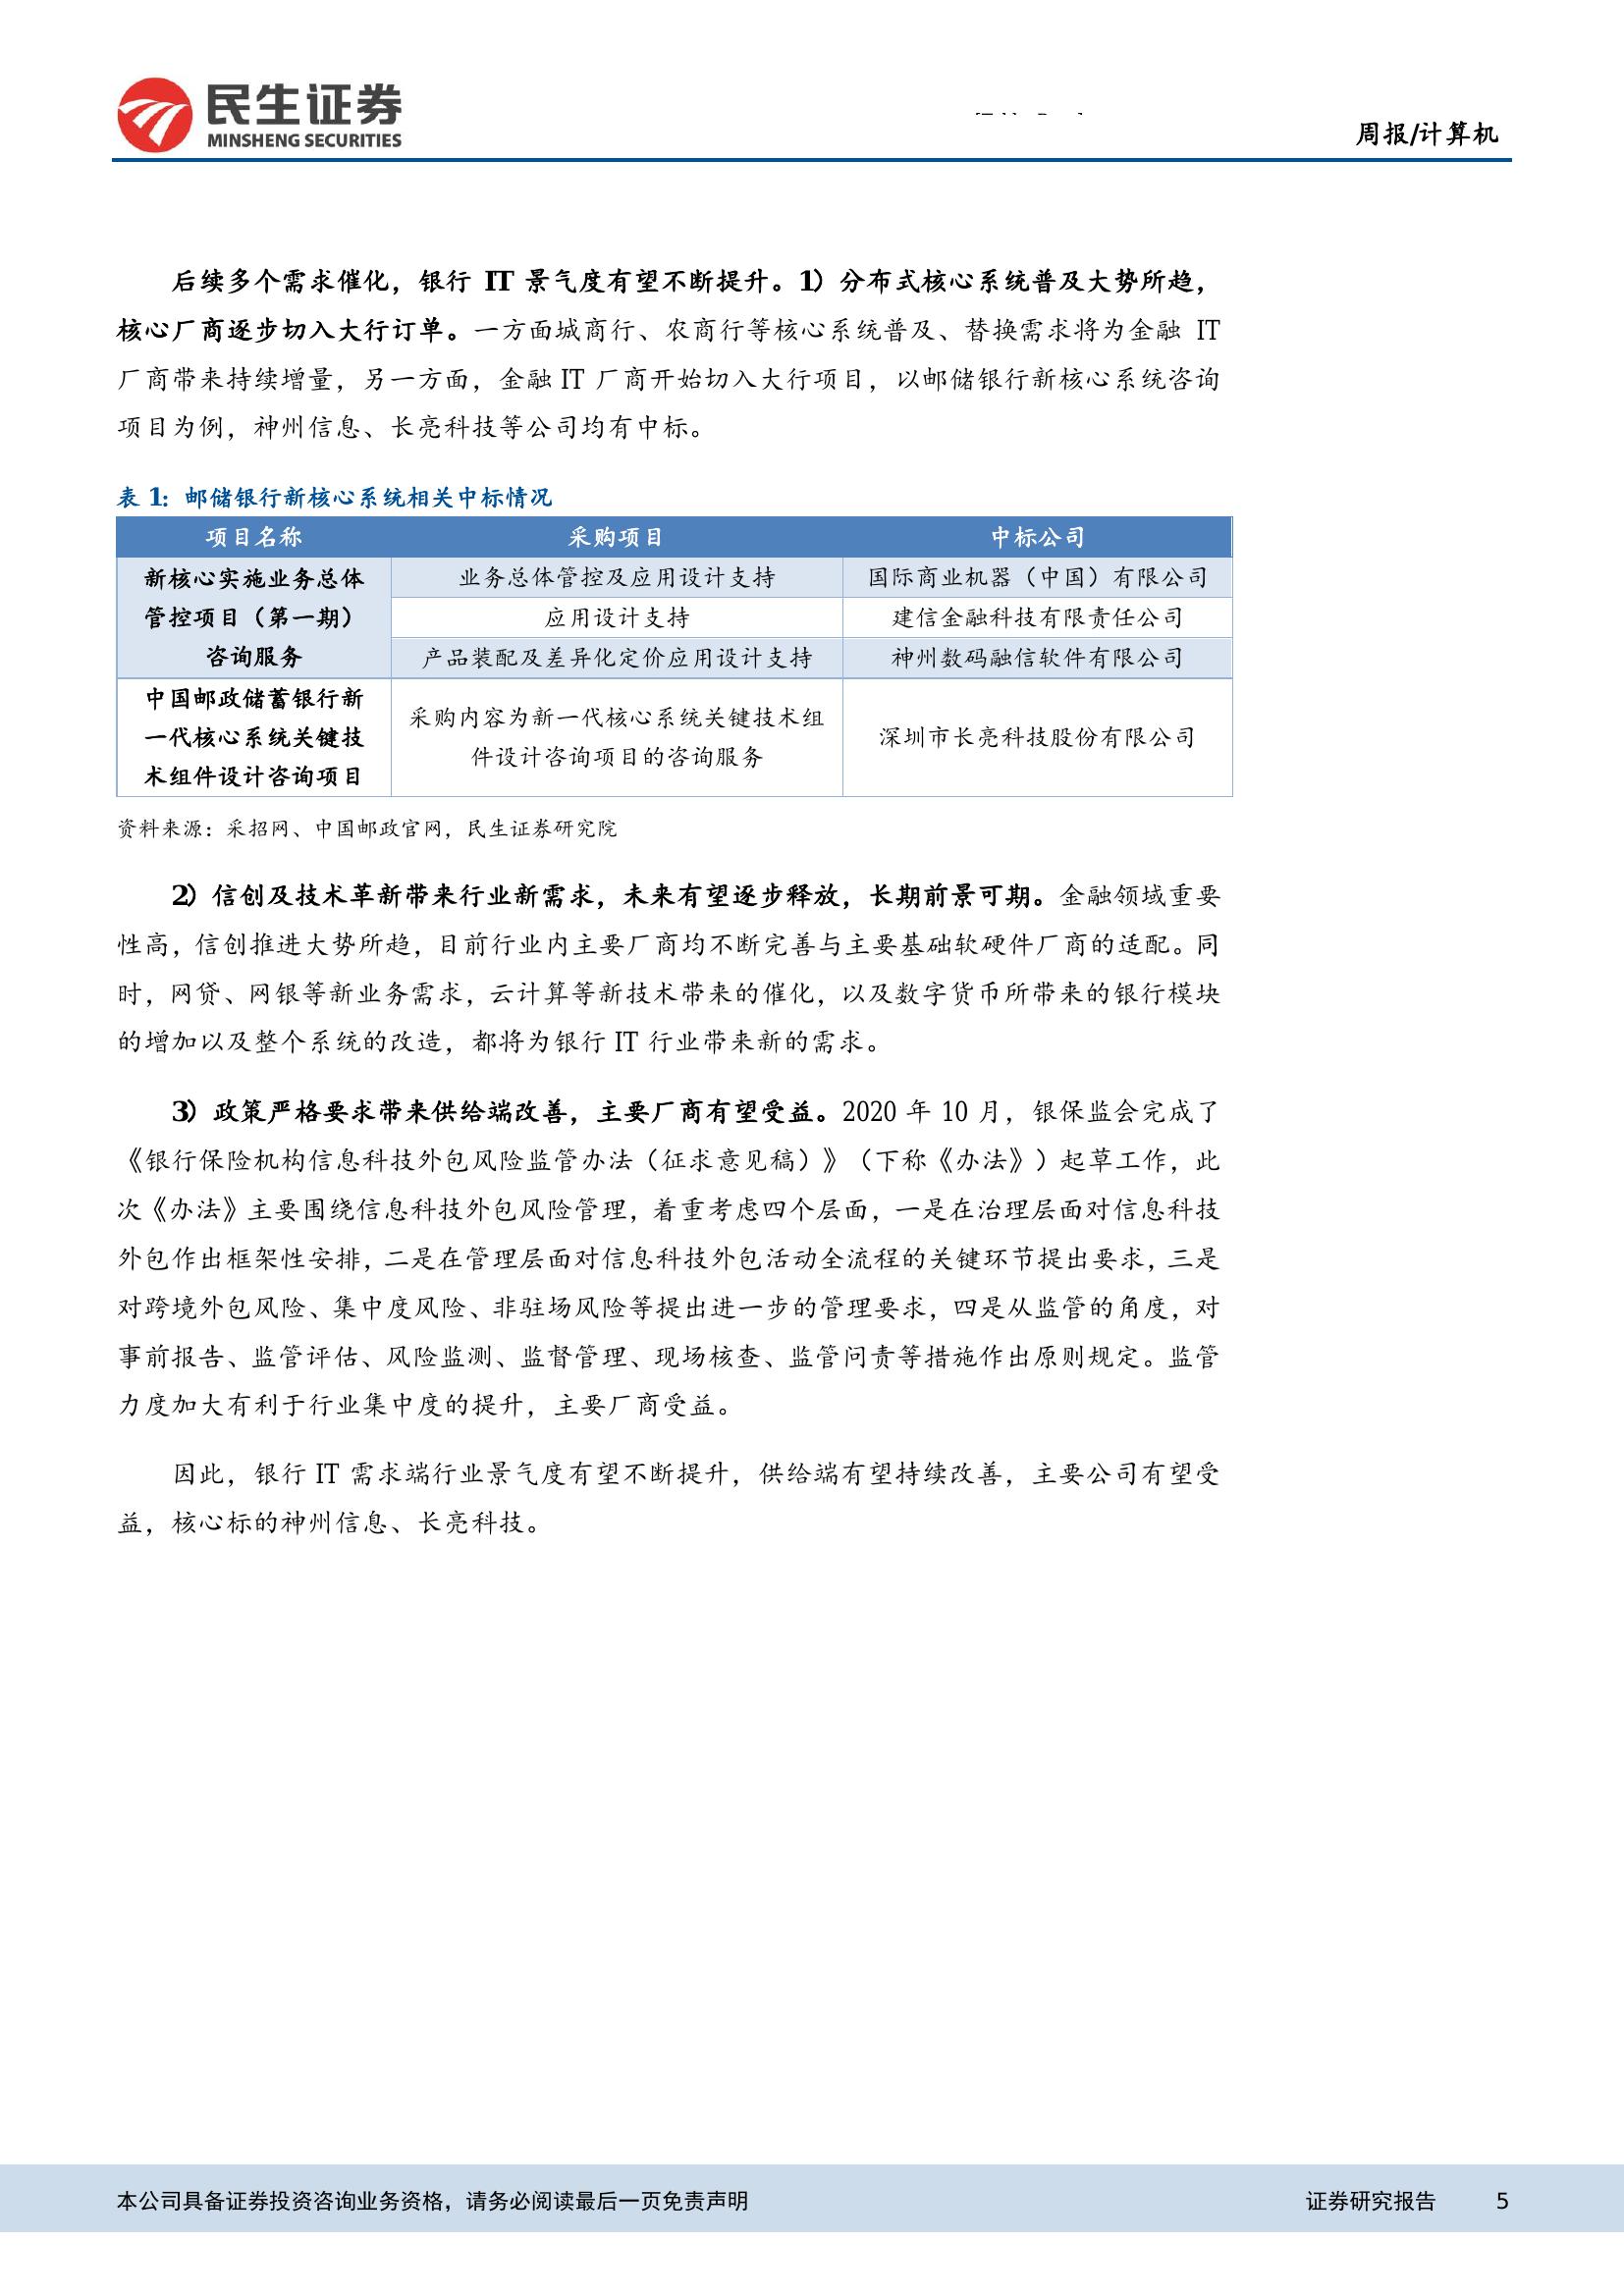 民生证券
MINSHENG SECURITIES
周报/计算机
后续多个需求催化，银行 IT 景气度有望不断提升。1）分布式核心系统普及大势所趋，
核心厂商逐步切入大行订单。一方面城商行、农商行等核心系统普及、替换需求将为金融 IT
厂商带来持续增量，另一方面，金融 IT 厂商开始切入大行项目，以邮储银行新核心系统咨询
项目为例，神州信息、长亮科技等公司均有中标。
表 1：邮储银行新核心系统相关中标情况
项目名称 采购项目 中标公司
新核心实施业务总体
管控项目（第一期）
咨询服务
业务总体管控及应用设计支持 国际商业机器（中国）有限公司
应用设计支持 建信金融科技有限责任公司
产品装配及差异化定价应用设计支持 神州数码融信软件有限公司
中国邮政储蓄银行新
一代核心系统关键技
术组件设计咨询项目
采购内容为新一代核心系统关键技术组
件设计咨询项目的咨询服务
深圳市长亮科技股份有限公司
资料来源：采招网、中国邮政官网，民生证券研究院
2）信创及技术革新带来行业新需求，未来有望逐步释放，长期前景可期。金融领域重要
性高，信创推进大势所趋，目前行业内主要厂商均不断完善与主要基础软硬件厂商的适配。同
时，网贷、网银等新业务需求，云计算等新技术带来的催化，以及数字货币所带来的银行模块
的增加以及整个系统的改造，都将为银行 IT 行业带来新的需求。
3）政策严格要求带来供给端改善，主要厂商有望受益。2020 年 10 月，银保监会完成了
《银行保险机构信息科技外包风险监管办法（征求意见稿）》（下称《办法》）起草工作，此
次《办法》主要围绕信息科技外包风险管理，着重考虑四个层面，一是在治理层面对信息科技
外包作出框架性安排，二是在管理层面对信息科技外包活动全流程的关键环节提出要求，三是
对跨境外包风险、集中度风险、非驻场风险等提出进一步的管理要求，四是从监管的角度，对
事前报告、监管评估、风险监测、监督管理、现场核查、监管问责等措施作出原则规定。监管
力度加大有利于行业集中度的提升，主要厂商受益。
因此，银行 IT 需求端行业景气度有望不断提升，供给端有望持续改善，主要公司有望受
益，核心标的神州信息、长亮科技。
本公司具备证券投资咨询业务资格，请务必阅读最后一页免责声明 证券研究报告 5